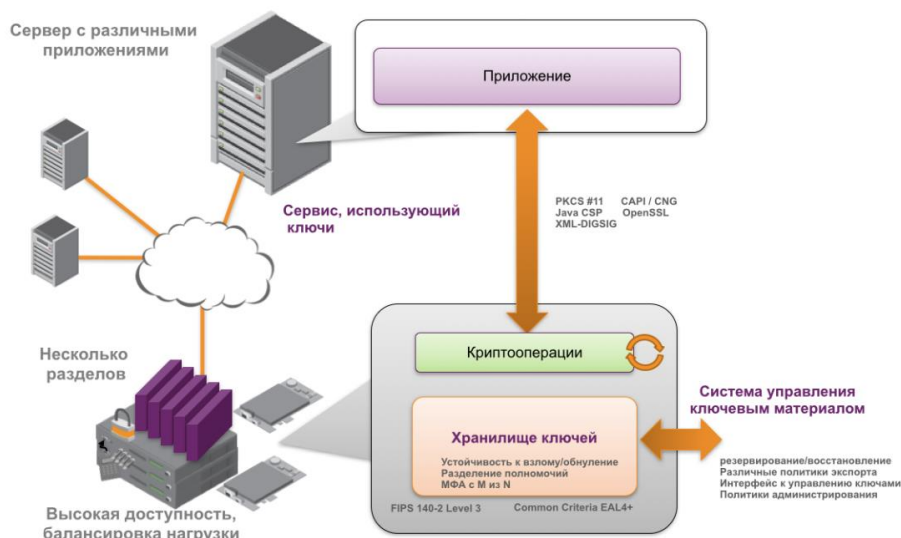 Сервер с различными
приложениями
Приложение
Сервис, использующий
ключи
PKCS #11 CAPI / CNG
Java CSP OpenSSL
XML-DIGSIG
Криптооперации
Несколько
разделов
Система управления
ключевым материалом
Хранилище ключей
Устойчивость к взлому/обнуление
Разделение полномочий
МФА с M из N
резервирование/восстановление
Различные политики экспорта
Интерфейс к управлению ключами
Политики администрирования
FIPS 140-2 Level 3 Common Criteria EAL4+
Высокая доступность,
балансировка нагрузки